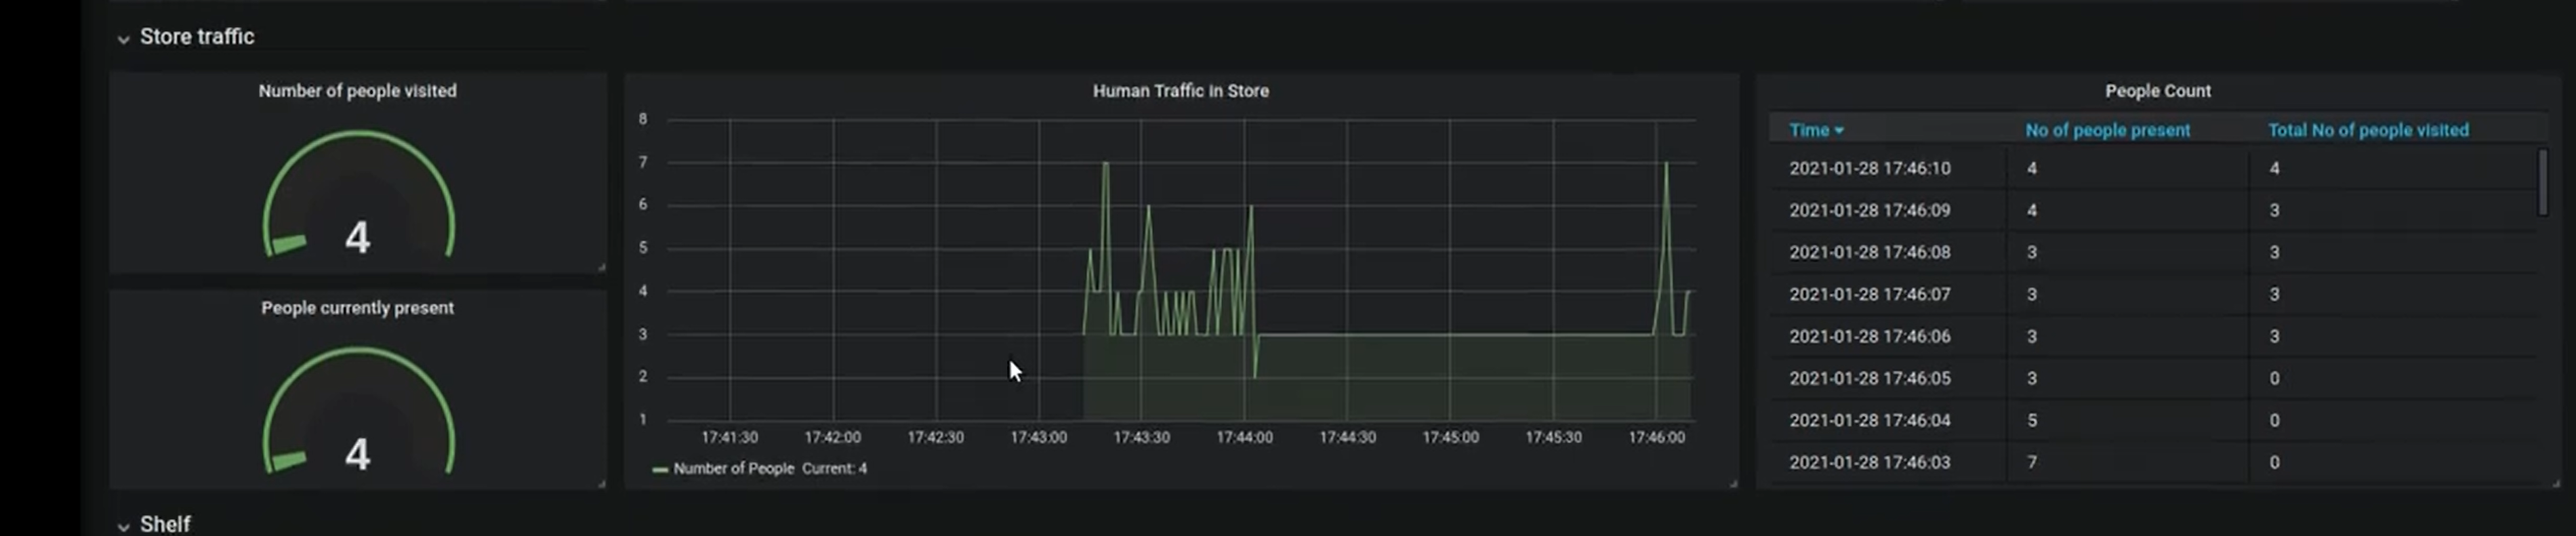 Store traffic
Number of people visited
4
People currently present
4
Human Traffic in Store
8
7
6
5
4
3
2
1
17:41:30 17:42:00 17:42:30 17:43:00 17:43:30 17:44:00 17:44:30 17:45:00 17:45:30 17:46:00
Number of People Current: 4
People Count
Time No of people present Total No of people visited
2021-01-28 17:46:10 4 4
2021-01-28 17:46:09 4 3
2021-01-28 17:46:08 3 3
2021-01-28 17:46:07 3 3
2021-01-28 17:46:06 3 3
2021-01-28 17:46:05 3 0
2021-01-28 17:46:04 5 0
2021-01-28 17:46:03 7 0
Shelf